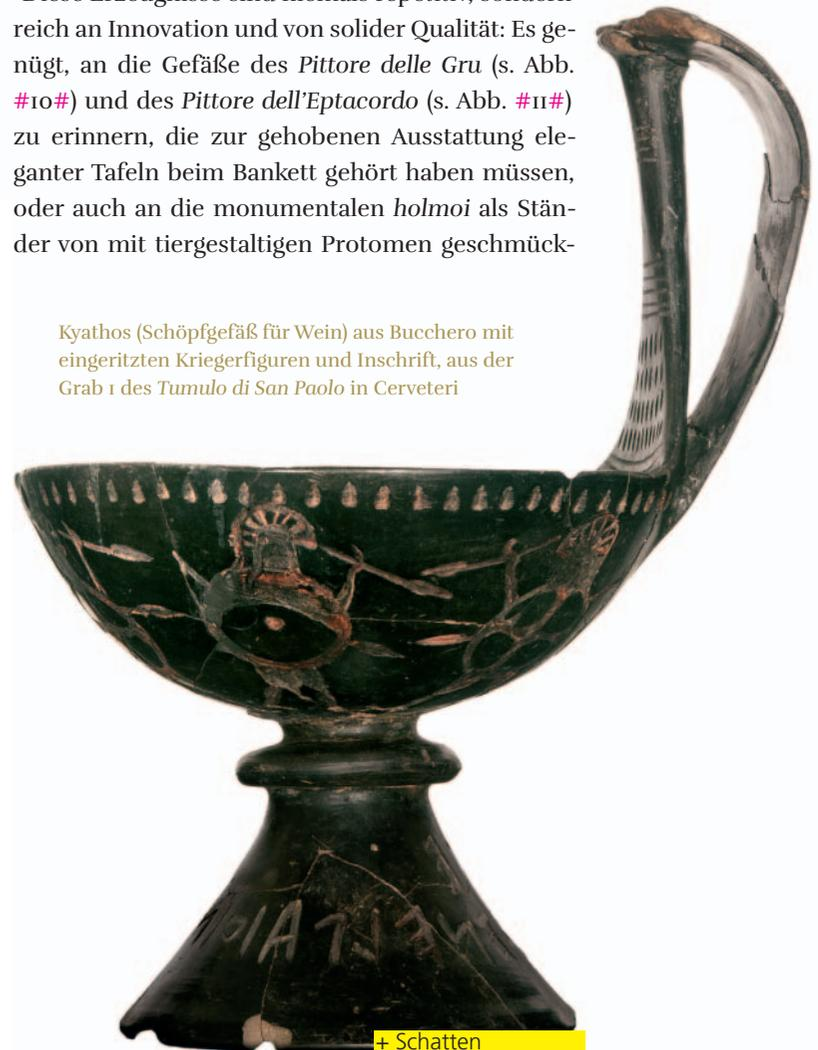 reich an Innovation und von solider Qualität: Es ge-
nügt, an die Gefäße des Pittore delle Gru (s. Abb.
#10#) und des Pittore dell’Eptacordo (s. Abb. #11#)
zu erinnern, die zur gehobenen Ausstattung ele-
ganter Tafeln beim Bankett gehört haben müssen,
oder auch an die monumentalen holmoi als Stän-
der von mit tiergestaltigen Protomen geschmück-
Kyathos (Schöpfgefäß für Wein) aus Bucchero mit
eingeritzten Kriegerfiguren und Inschrift, aus der
Grab 1 des Tumulo di San Paolo in Cerveteri
+ Schatten